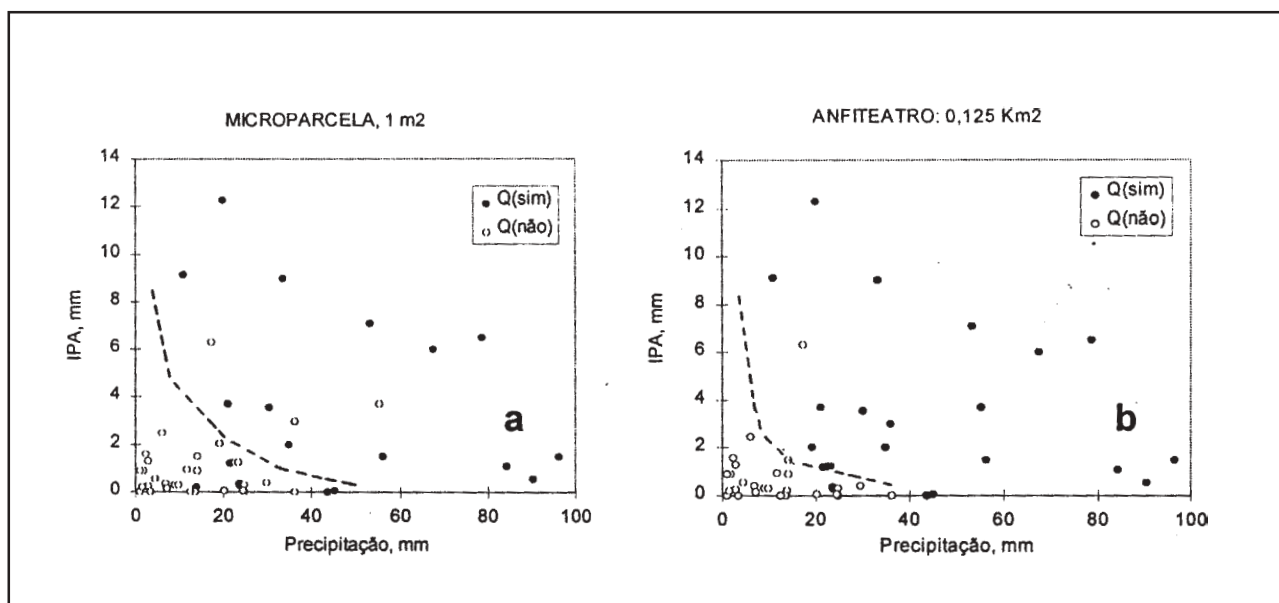 MICROPARCELA, 1 m2
14
12
10
8
6
4
2
0
IPA, mm
Q(sim)
Q(não)
a
0
20
40
60
80
100
Precipitação, mm
ANFITEATRO: 0,125 Km2
14
12
10
8
6
4
2
0
IPA, mm
Q(sim)
Q(não)
b
0
20
40
60
80
100
Precipitação, mm